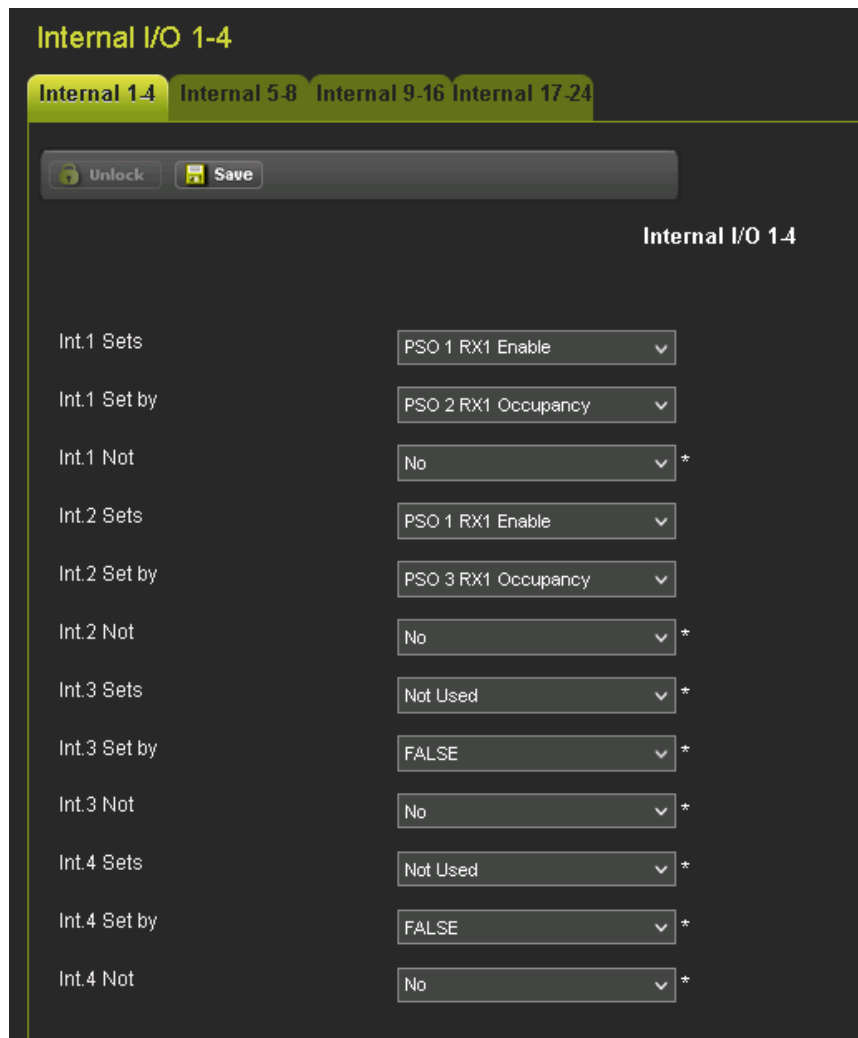 Internal I/O 1-4
Internal 1-4 Internal 5-8 Internal 9-16 Internal 17-24
Unlock Save
Internal I/O 1-4
Int.1 Sets PSO 1 RX1 Enable
Int.1 Set by PSO 2 RX1 Occupancy
Int.1 Not No *
Int.2 Sets PSO 1 RX1 Enable
Int.2 Set by PSO 3 RX1 Occupancy
Int.2 Not No *
Int.3 Sets Not Used *
Int.3 Set by FALSE *
Int.3 Not No *
Int.4 Sets Not Used *
Int.4 Set by FALSE *
Int.4 Not No *